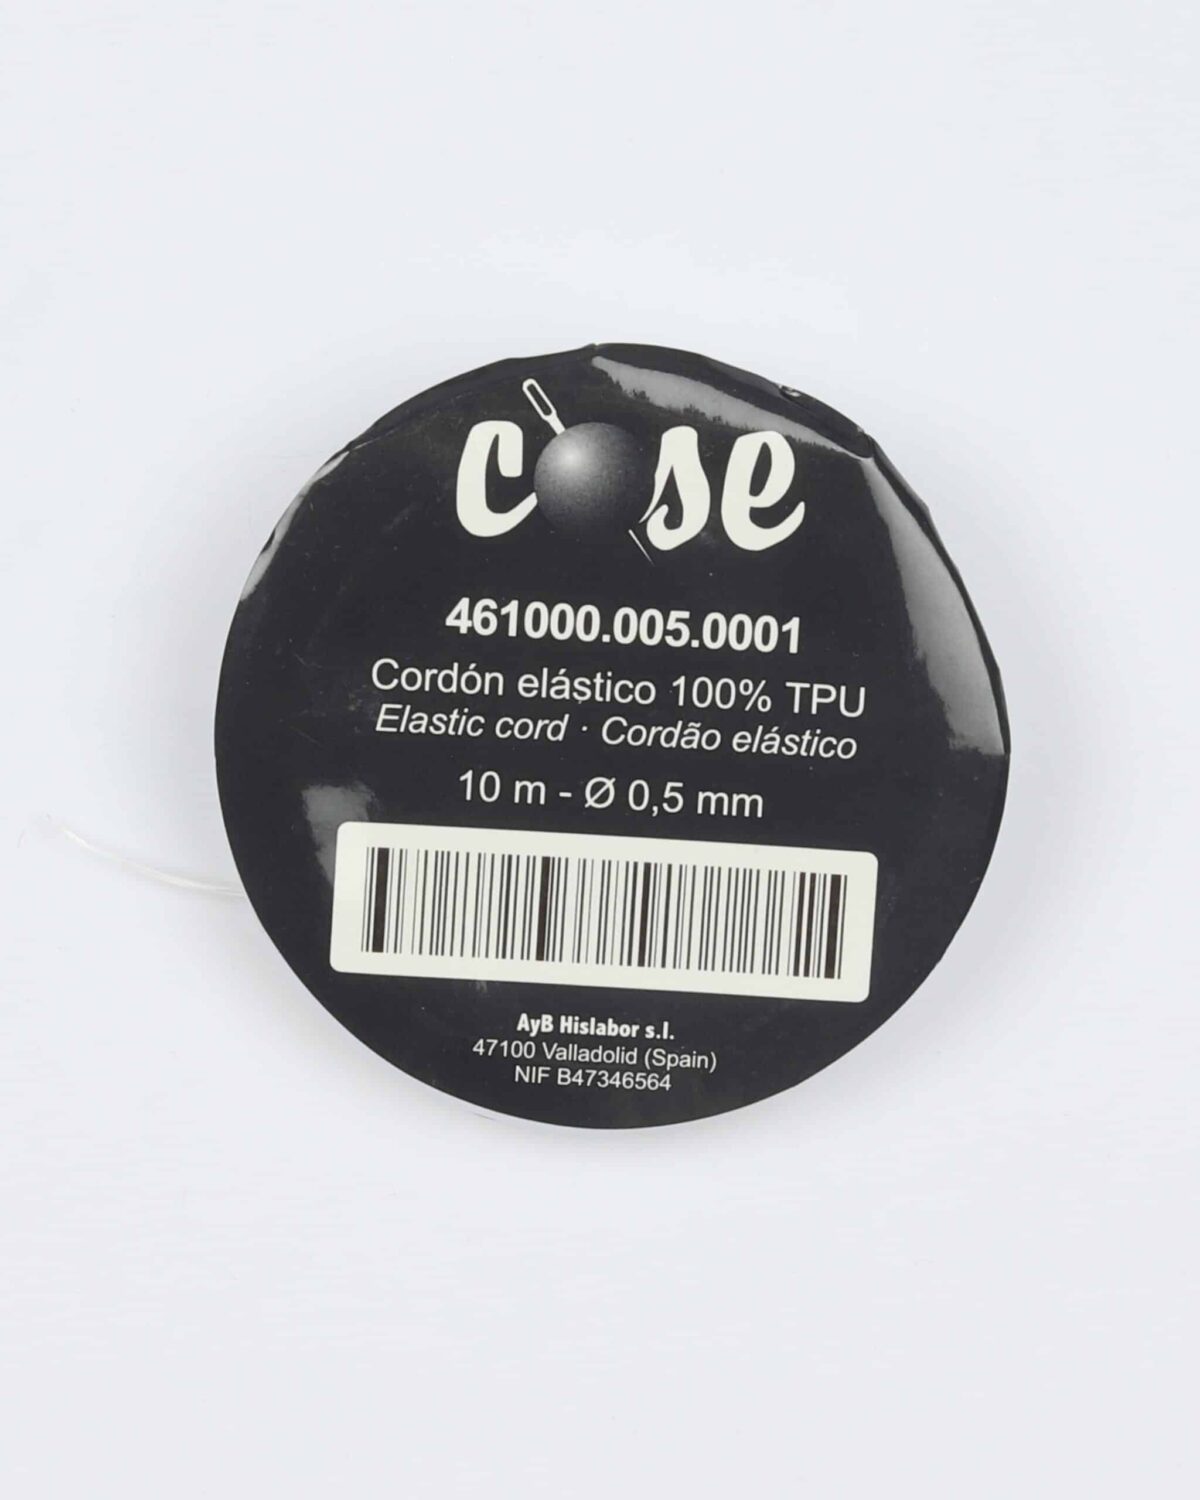 cose
461000.005.0001
Cordón elástico 100% TPU
Elastic cord · Cordão elástico
10 m - Ø 0,5 mm
AyB Hislabor s.l.
47100 Valladolid (Spain)
NIF B47346564